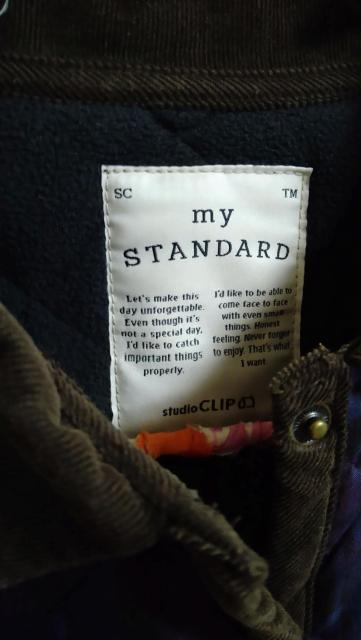 SC TM
my
STANDARD
Let's make this
day unforgettable.
Even though it's
not a special day,
I'd like to catch
important things
properly.
I'd like to be able to
come face to face
with even small
things. Honest
feeling. Never forget
to enjoy. That's what
I want.
studio CLIP